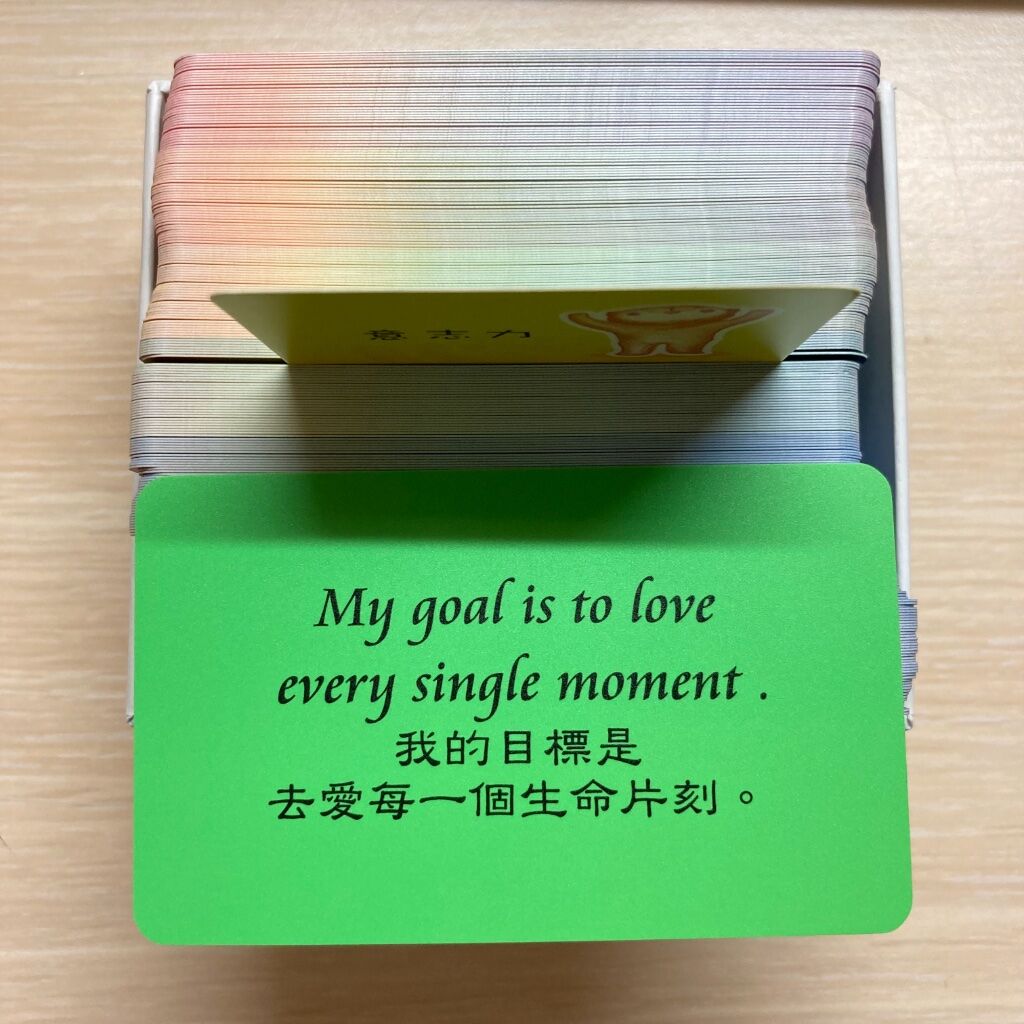 意志力
My goal is to love
every single moment .
我的目標是
去愛每一個生命片刻。